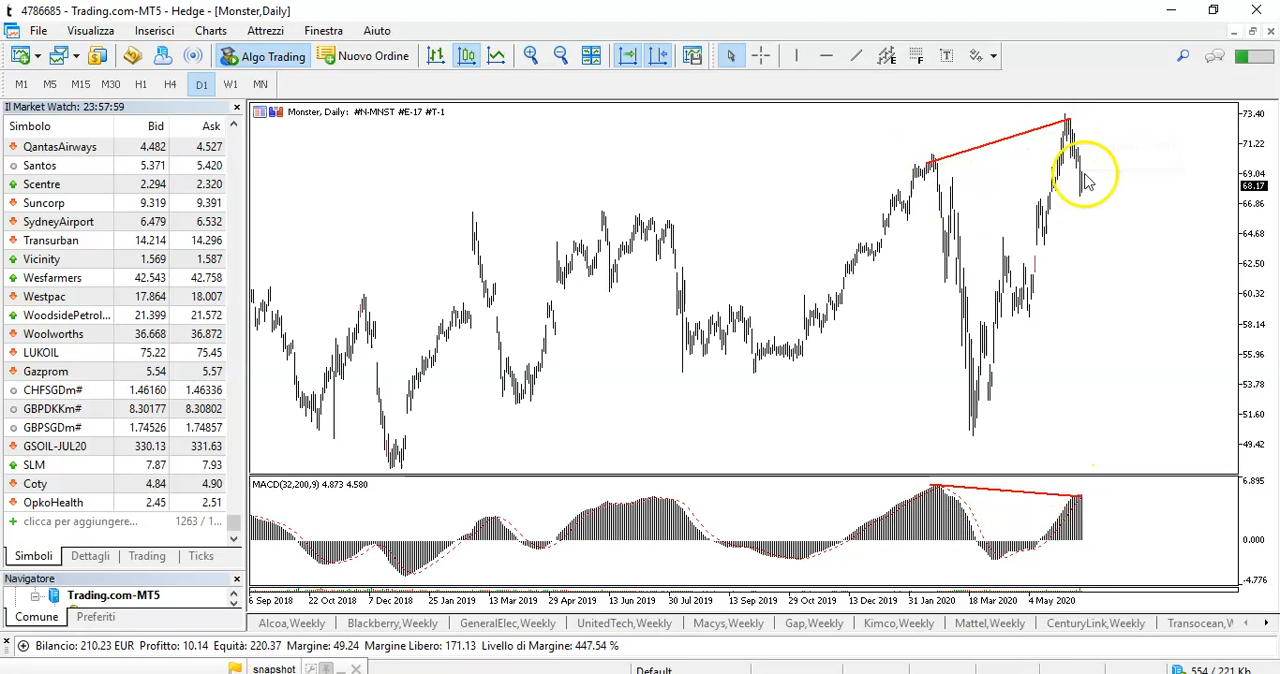 4786685 - Trading.com-MT5 - Hedge - [Monster,Daily]
File Visualizza Inserisci Charts Attrezzi Finestra Aiuto
Algo Trading Nuovo Ordine
M1 M5 M15 M30 H1 H4 D1 W1 MN
Il Market Watch: 23:57:59
Simbolo Bid Ask
QantasAirways 4.482 4.527
Santos 5.371 5.420
Scentre 2.294 2.320
Suncorp 9.319 9.391
SydneyAirport 6.479 6.532
Transurban 14.214 14.296
Vicinity 1.569 1.587
Wesfarmers 42.543 42.758
Westpac 17.864 18.007
WoodsidePetrol... 21.399 21.572
Woolworths 36.668 36.872
LUKOIL 75.22 75.45
Gazprom 5.54 5.57
CHFSGDm# 1.46160 1.46336
GBPDKKm# 8.30177 8.30802
GBPSGDm# 1.74526 1.74857
GSOIL-JUL20 330.13 331.63
SLM 7.87 7.93
Coty 4.84 4.90
OpkoHealth 2.45 2.51
clicca per aggiungere... 1263 / 1...
Simboli Dettagli Trading Ticks
Navigatore
Trading.com-MT5
Comune Preferiti
Monster, Daily: #N-MNST #E-17 #T-1
73.40
71.22
69.04
68.17
66.86
64.68
62.50
60.32
58.14
55.96
53.78
51.60
49.42
MACD(32,200,9) 4.873 4.580
6.895
0.000
-4.776
6 Sep 2018 22 Oct 2018 7 Dec 2018 25 Jan 2019 13 Mar 2019 29 Apr 2019 13 Jun 2019 30 Jul 2019 13 Sep 2019 29 Oct 2019 13 Dec 2019 31 Jan 2020 18 Mar 2020 4 May 2020
Alcoa,Weekly Blackberry,Weekly GeneralElec,Weekly UnitedTech,Weekly Macys,Weekly Gap,Weekly Kimco,Weekly Mattel,Weekly CenturyLink,Weekly Transocean,W
Bilancio: 210.23 EUR Profitto: 10.14 Equità: 220.37 Margine: 49.24 Margine Libero: 171.13 Livello di Margine: 447.54 %
snapshot Default 554 / 221 Kb